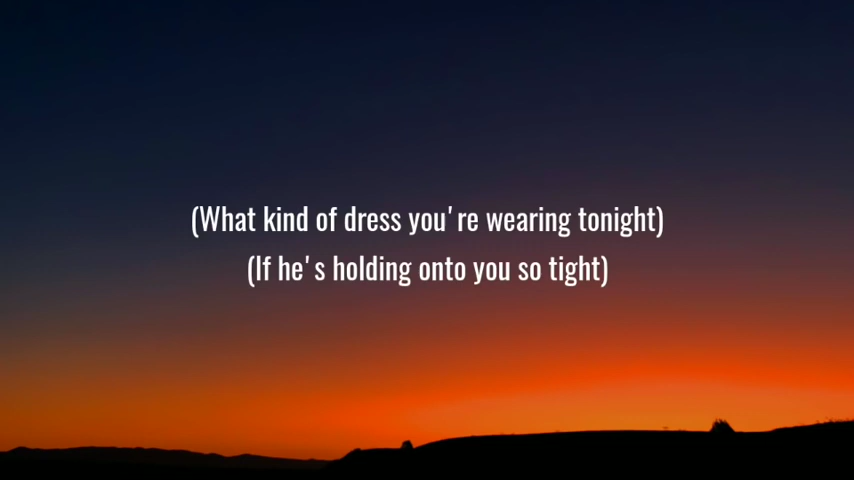 (What kind of dress you're wearing tonight)
(If he's holding onto you so tight)